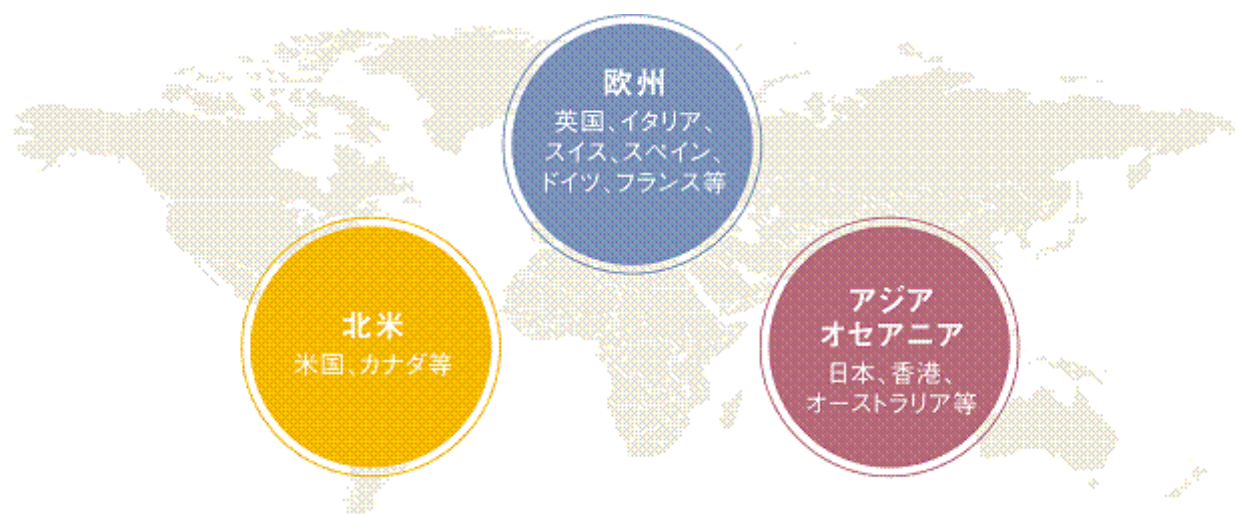 欧州
英国、イタリア、
スイス、スペイン、
ドイツ、フランス等
北米
米国、カナダ等
アジア
オセアニア
日本、香港、
オーストラリア等